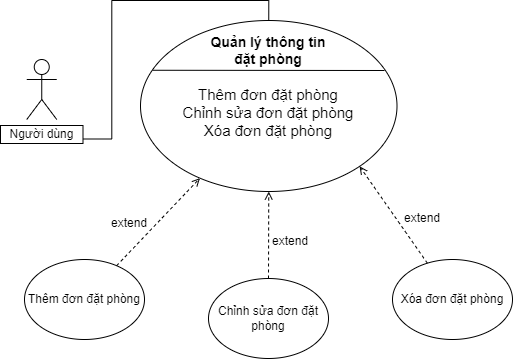 Quản lý thông tin
đặt phòng
Thêm đơn đặt phòng
Chỉnh sửa đơn đặt phòng
Xóa đơn đặt phòng
Người dùng
extend
extend
extend
Thêm đơn đặt phòng
Chỉnh sửa đơn đặt
phòng
Xóa đơn đặt phòng